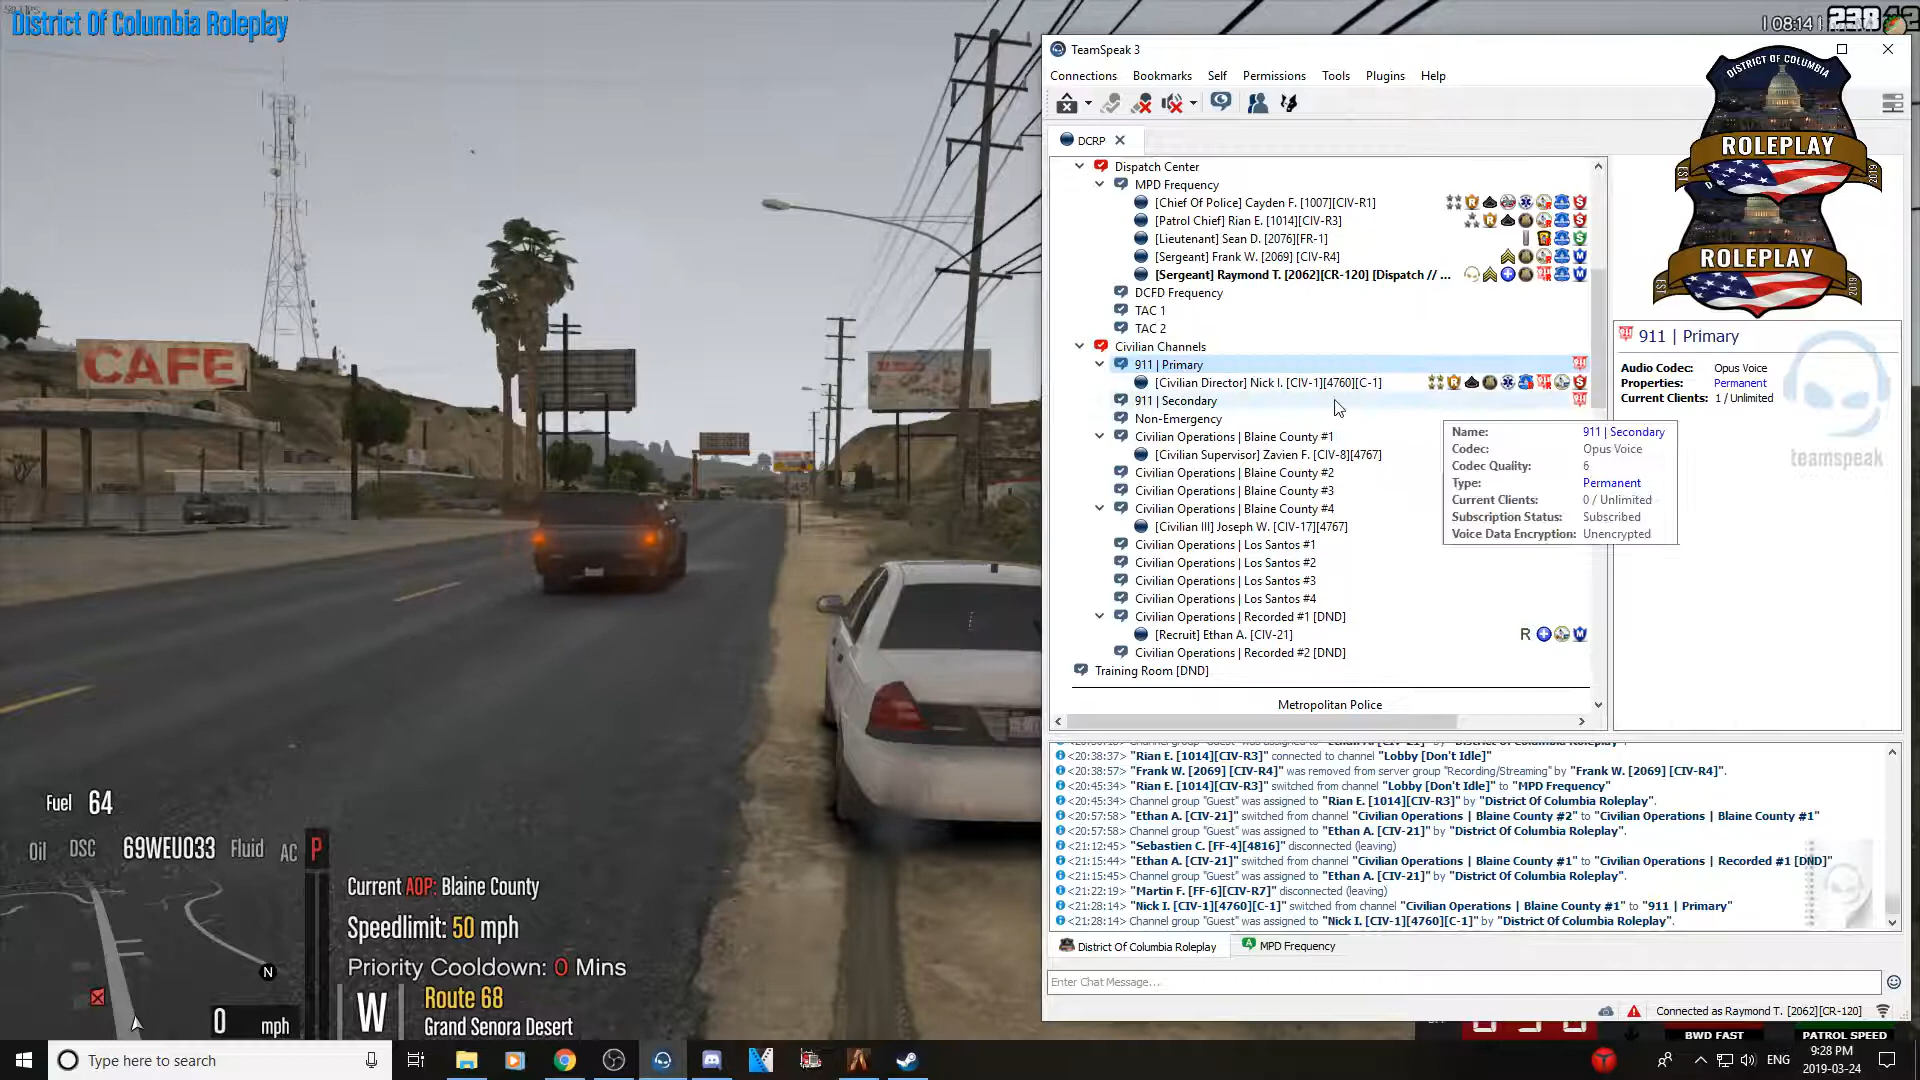 District Of Columbia Roleplay
08:14
TeamSpeak 3
Connections Bookmarks Self Permissions Tools Plugins Help
DCRP
Dispatch Center
MPD Frequency
[Chief Of Police] Cayden F. [1007][CIV-R1]
[Patrol Chief] Rian E. [1014][CIV-R3]
[Lieutenant] Sean D. [2076][FR-1]
[Sergeant] Frank W. [2069] [CIV-R4]
[Sergeant] Raymond T. [2062][CR-120] [Dispatch // ...
DCFD Frequency
TAC 1
TAC 2
Civilian Channels
911 | Primary
[Civilian Director] Nick I. [CIV-1][4760][C-1]
911 | Secondary
Non-Emergency
Civilian Operations | Blaine County #1
[Civilian Supervisor] Zavien F. [CIV-8][4767]
Civilian Operations | Blaine County #2
Civilian Operations | Blaine County #3
Civilian Operations | Blaine County #4
[Civilian III] Joseph W. [CIV-17][4767]
Civilian Operations | Los Santos #1
Civilian Operations | Los Santos #2
Civilian Operations | Los Santos #3
Civilian Operations | Los Santos #4
Civilian Operations | Recorded #1 [DND]
[Recruit] Ethan A. [CIV-21]
R
Civilian Operations | Recorded #2 [DND]
Training Room [DND]
Metropolitan Police
DISTRICT OF COLUMBIA
ROLEPLAY
EST 2019
ROLEPLAY
EST 2019
911 | Primary
Audio Codec: Opus Voice
Properties: Permanent
Current Clients: 1 / Unlimited
teamspeak
Name: 911 | Secondary
Codec: Opus Voice
Codec Quality: 6
Type: Permanent
Current Clients: 0 / Unlimited
Subscription Status: Subscribed
Voice Data Encryption: Unencrypted
<20:38:37> "Rian E. [1014][CIV-R3]" connected to channel "Lobby [Don't Idle]"
<20:38:57> "Frank W. [2069] [CIV-R4]" was removed from server group "Recording/Streaming" by "Frank W. [2069] [CIV-R4]".
<20:45:34> "Rian E. [1014][CIV-R3]" switched from channel "Lobby [Don't Idle]" to "MPD Frequency"
<20:45:34> Channel group "Guest" was assigned to "Rian E. [1014][CIV-R3]" by "District Of Columbia Roleplay".
<20:57:58> "Ethan A. [CIV-21]" switched from channel "Civilian Operations | Blaine County #2" to "Civilian Operations | Blaine County #1"
<20:57:58> Channel group "Guest" was assigned to "Ethan A. [CIV-21]" by "District Of Columbia Roleplay".
<21:12:45> "Sebastien C. [FF-4][4816]" disconnected (leaving)
<21:15:44> "Ethan A. [CIV-21]" switched from channel "Civilian Operations | Blaine County #1" to "Civilian Operations | Recorded #1 [DND]"
<21:15:45> Channel group "Guest" was assigned to "Ethan A. [CIV-21]" by "District Of Columbia Roleplay".
<21:22:19> "Martin F. [FF-6][CIV-R7]" disconnected (leaving)
<21:28:14> "Nick I. [CIV-1][4760][C-1]" switched from channel "Civilian Operations | Blaine County #1" to "911 | Primary"
<21:28:14> Channel group "Guest" was assigned to "Nick I. [CIV-1][4760][C-1]" by "District Of Columbia Roleplay".
District Of Columbia Roleplay MPD Frequency
Enter Chat Message...
Connected as Raymond T. [2062][CR-120]
CAFE
Fuel 64
Oil DSC 69WEU033 Fluid AC P
Current AOP: Blaine County
Speedlimit: 50 mph
Priority Cooldown: 0 Mins
N
0 mph
W
Route 68
Grand Senora Desert
BWD FAST
PATROL SPEED
Type here to search
ENG
9:28 PM
2019-03-24